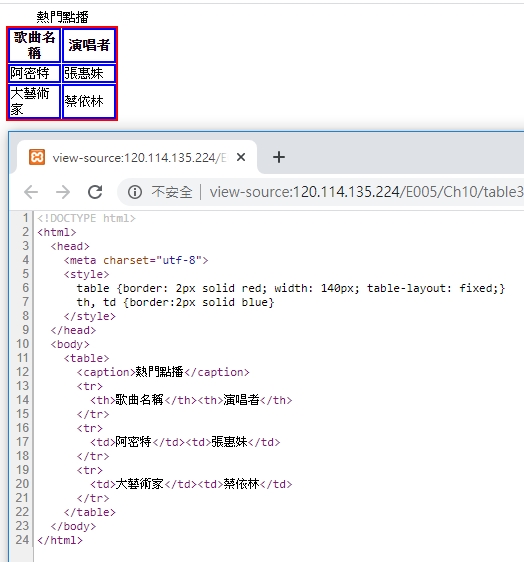 熱門點播
歌曲名
稱 演唱者
阿密特 張惠妹
大藝術
家 蔡依林
view-source:120.114.135.224/E
不安全 | view-source:120.114.135.224/E005/Ch10/table3
1 <!DOCTYPE html>
2 <html>
3 <head>
4 <meta charset="utf-8">
5 <style>
6 table {border: 2px solid red; width: 140px; table-layout: fixed;}
7 th, td {border:2px solid blue}
8 </style>
9 </head>
10 <body>
11 <table>
12 <caption>熱門點播</caption>
13 <tr>
14 <th>歌曲名稱</th><th>演唱者</th>
15 </tr>
16 <tr>
17 <td>阿密特</td><td>張惠妹</td>
18 </tr>
19 <tr>
20 <td>大藝術家</td><td>蔡依林</td>
21 </tr>
22 </table>
23 </body>
24 </html>